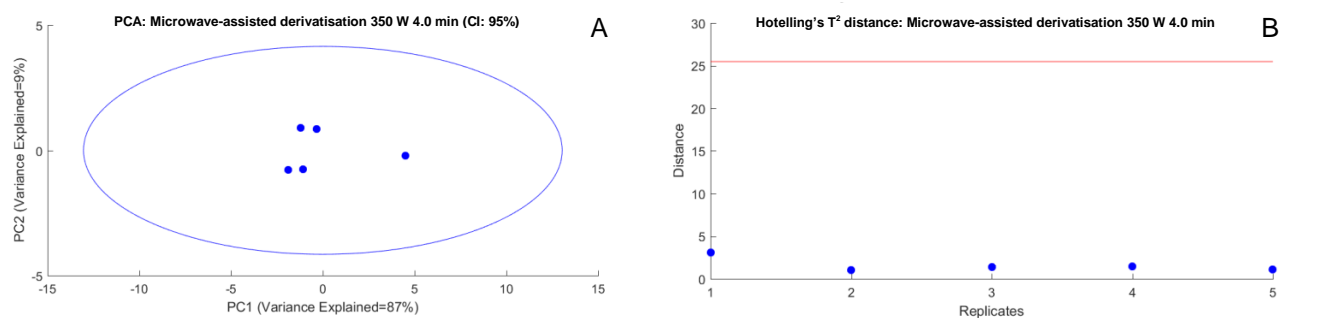 PCA: Microwave-assisted derivatisation 350 W 4.0 min (CI: 95%)
A
5
0
-5
PC2 (Variance Explained=9%)
-15
-10
-5
0
5
10
15
PC1 (Variance Explained=87%)
Hotelling's T² distance: Microwave-assisted derivatisation 350 W 4.0 min
B
30
25
20
15
10
5
0
Distance
1
2
3
4
5
Replicates